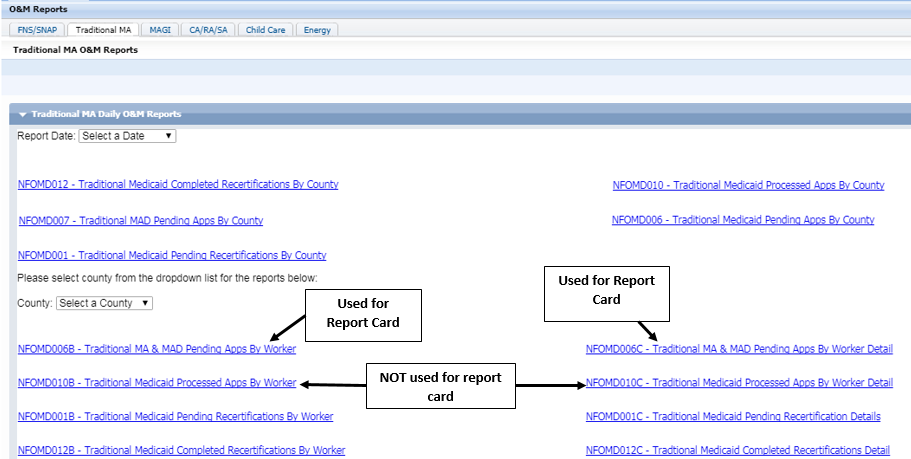 O&M Reports
FNS/SNAP Traditional MA MAGI CA/RA/SA Child Care Energy
Traditional MA O&M Reports
Traditional MA Daily O&M Reports
Report Date: Select a Date
NFOMD012 - Traditional Medicaid Completed Recertifications By County
NFOMD010 - Traditional Medicaid Processed Apps By County
NFOMD007 - Traditional MAD Pending Apps By County
NFOMD006 - Traditional Medicaid Pending Apps By County
NFOMD001 - Traditional Medicaid Pending Recertifications By County
Please select county from the dropdown list for the reports below:
County: Select a County
Used for
Report Card
Used for Report
Card
NFOMD006B - Traditional MA & MAD Pending Apps By Worker
NFOMD006C - Traditional MA & MAD Pending Apps By Worker Detail
NOT used for report
card
NFOMD010B - Traditional Medicaid Processed Apps By Worker
NFOMD010C - Traditional Medicaid Processed Apps By Worker Detail
NFOMD001B - Traditional Medicaid Pending Recertifications By Worker
NFOMD001C - Traditional Medicaid Pending Recertification Details
NFOMD012B - Traditional Medicaid Completed Recertifications By Worker
NFOMD012C - Tradtional Medicaid Completed Recertifications Detail